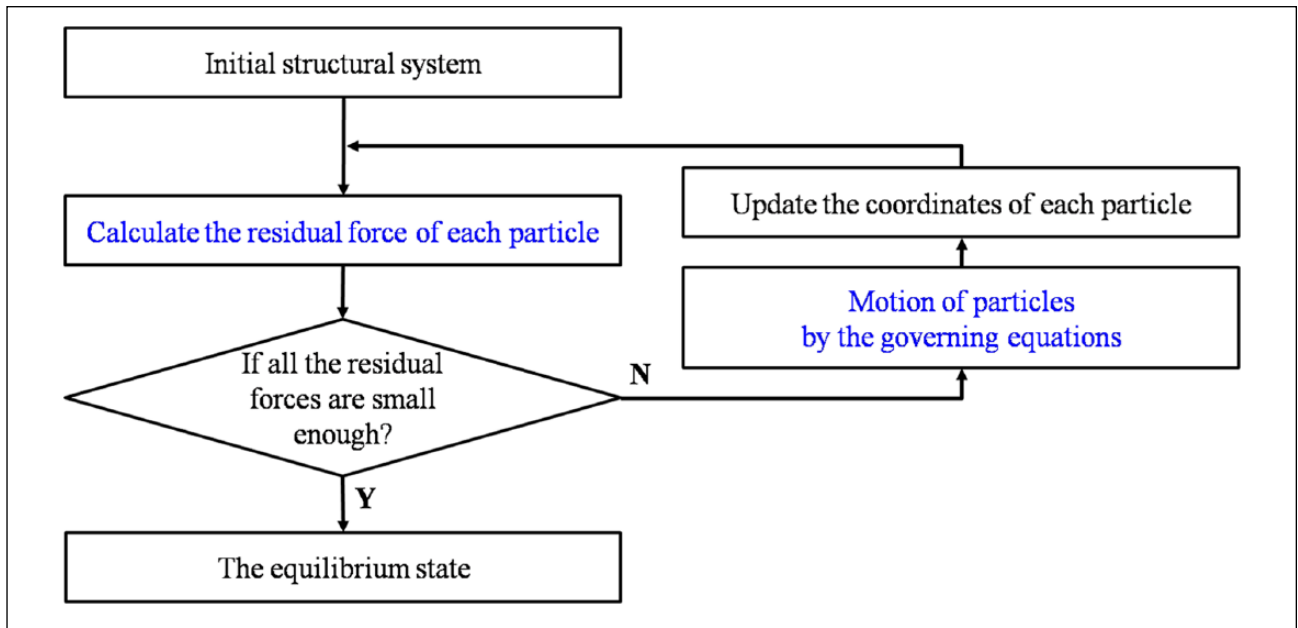 Initial structural system
Calculate the residual force of each particle
If all the residual
forces are small
enough?
N
Y
The equilibrium state
Motion of particles
by the governing equations
Update the coordinates of each particle